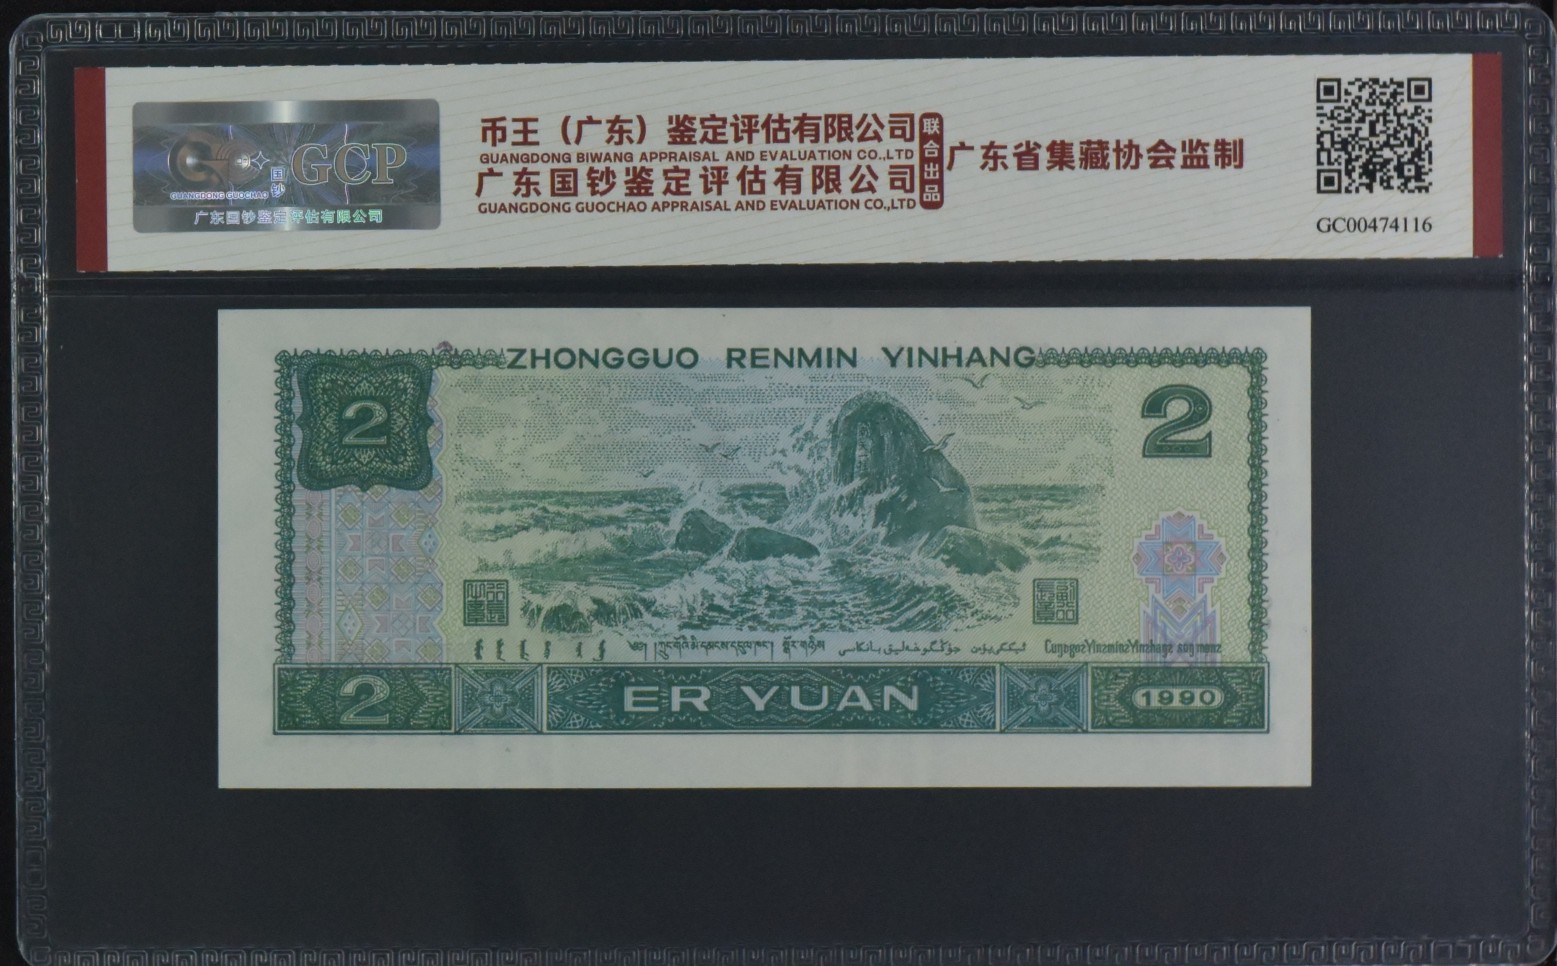 GCP
国钞
GUANGDONG GUOCHAO
广东国钞鉴定评估有限公司
币王（广东）鉴定评估有限公司
GUANGDONG BIWANG APPRAISAL AND EVALUATION CO.,LTD
广东国钞鉴定评估有限公司
GUANGDONG GUOCHAO APPRAISAL AND EVALUATION CO.,LTD
联合出品
广东省集藏协会监制
GC00474116
ZHONGGUO RENMIN YINHANG
2
2
2
ER YUAN
1990